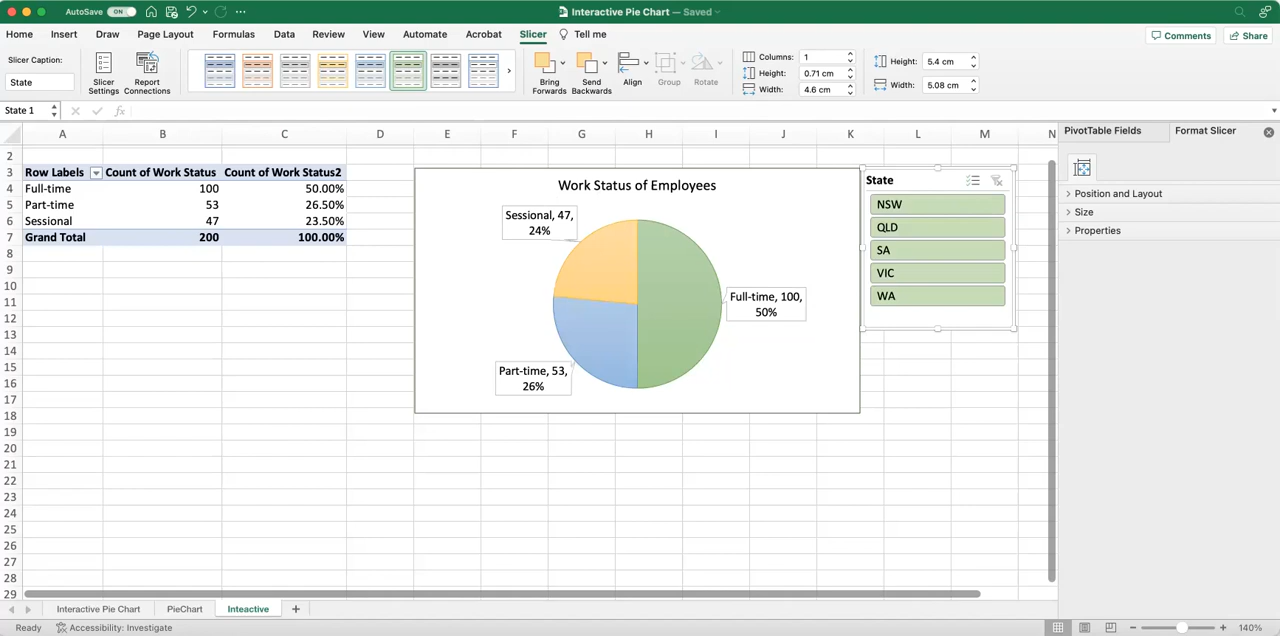 AutoSave ON Interactive Pie Chart — Saved
Home Insert Draw Page Layout Formulas Data Review View Automate Acrobat Slicer Tell me Comments Share
Slicer Caption:
State
Slicer
Settings
Report
Connections
Bring
Forwards
Send
Backwards
Align
Group
Rotate
Columns: 1
Height: 0.71 cm
Width: 4.6 cm
Height: 5.4 cm
Width: 5.08 cm
State 1 fx
A B C D E F G H I J K L M N
2
3 Row Labels Count of Work Status Count of Work Status2
4 Full-time 100 50.00%
5 Part-time 53 26.50%
6 Sessional 47 23.50%
7 Grand Total 200 100.00%
8
9
10
11
12
13
14
15
16
17
18
19
20
21
22
23
24
25
26
27
28
29
Work Status of Employees
Sessional, 47,
24%
Full-time, 100,
50%
Part-time, 53,
26%
State
NSW
QLD
SA
VIC
WA
PivotTable Fields Format Slicer
Position and Layout
Size
Properties
Interactive Pie Chart PieChart Inteactive +
Ready Accessibility: Investigate 140%